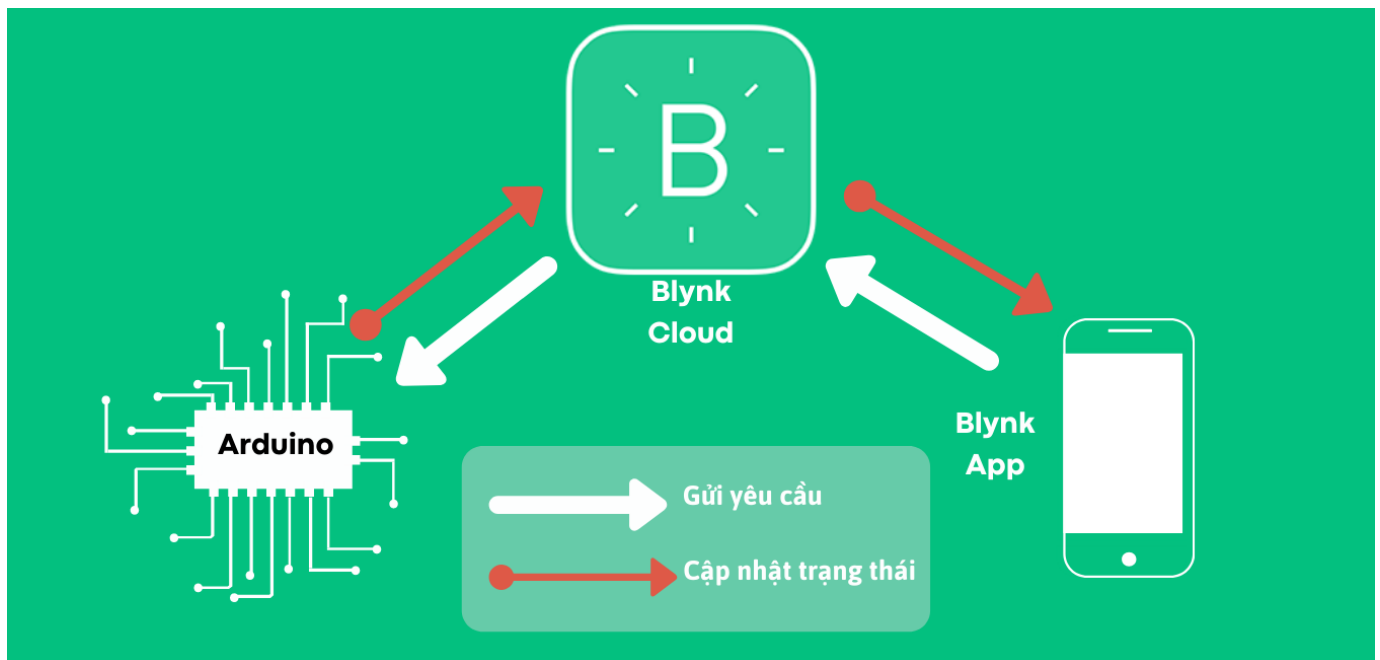 B
Blynk
Cloud
Arduino
Blynk
App
Gửi yêu cầu
Cập nhật trạng thái